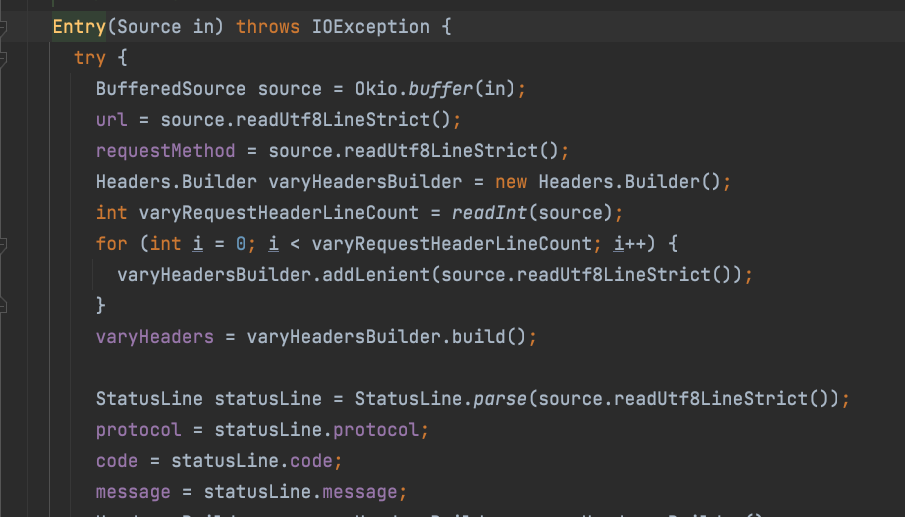 Entry(Source in) throws IOException {
try {
BufferedSource source = Okio.buffer(in);
url = source.readUtf8LineStrict();
requestMethod = source.readUtf8LineStrict();
Headers.Builder varyHeadersBuilder = new Headers.Builder();
int varyRequestHeaderLineCount = readInt(source);
for (int i = 0; i < varyRequestHeaderLineCount; i++) {
varyHeadersBuilder.addLenient(source.readUtf8LineStrict());
}
varyHeaders = varyHeadersBuilder.build();
StatusLine statusLine = StatusLine.parse(source.readUtf8LineStrict());
protocol = statusLine.protocol;
code = statusLine.code;
message = statusLine.message;